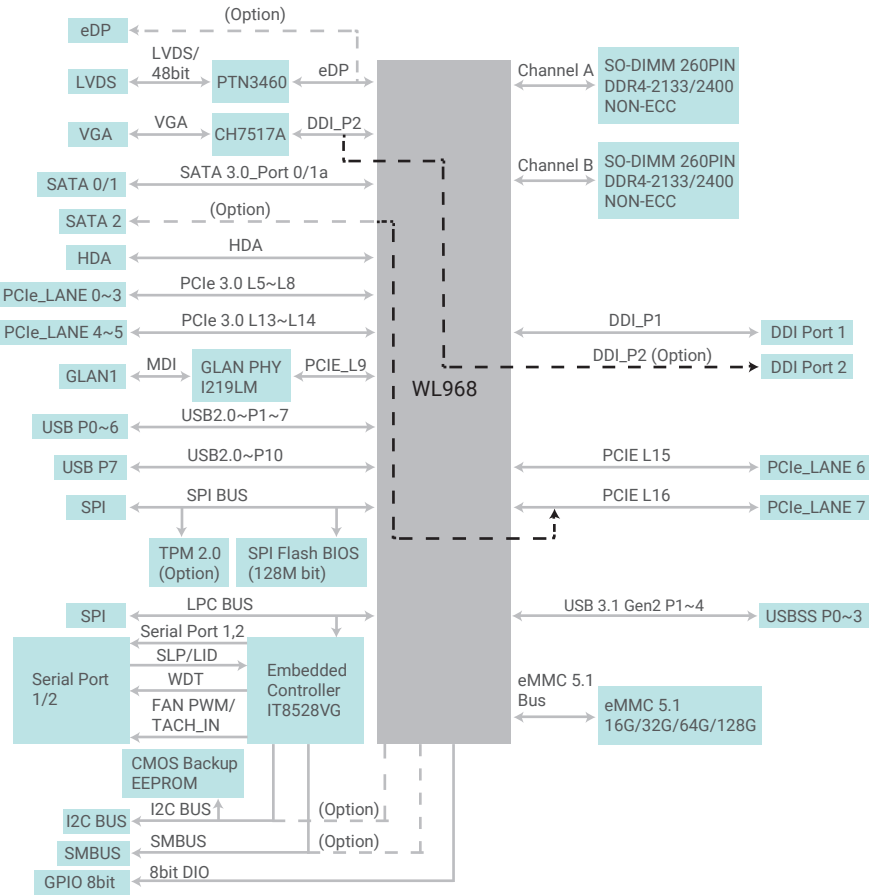 (Option)
eDP
LVDS/
48bit
eDP
LVDS
PTN3460
VGA
DDI_P2
VGA
CH7517A
SATA 3.0_Port 0/1a
SATA 0/1
(Option)
SATA 2
HDA
HDA
PCIe 3.0 L5~L8
PCIe_LANE 0~3
PCIe 3.0 L13~L14
PCIe_LANE 4~5
MDI
GLAN PHY
I219LM
PCIE_L9
GLAN1
USB2.0~P1~7
USB P0~6
USB2.0~P10
USB P7
SPI BUS
SPI
TPM 2.0
(Option)
SPI Flash BIOS
(128M bit)
LPC BUS
SPI
Serial Port 1,2
SLP/LID
WDT
FAN PWM/
TACH_IN
Serial Port
1/2
Embedded
Controller
IT8528VG
CMOS Backup
EEPROM
I2C BUS
(Option)
I2C BUS
SMBUS
(Option)
SMBUS
8bit DIO
GPIO 8bit
WL968
Channel A
SO-DIMM 260PIN
DDR4-2133/2400
NON-ECC
Channel B
SO-DIMM 260PIN
DDR4-2133/2400
NON-ECC
DDI_P1
DDI Port 1
DDI_P2 (Option)
DDI Port 2
PCIE L15
PCIe_LANE 6
PCIE L16
PCIe_LANE 7
USB 3.1 Gen2 P1~4
USBSS P0~3
eMMC 5.1
Bus
eMMC 5.1
16G/32G/64G/128G